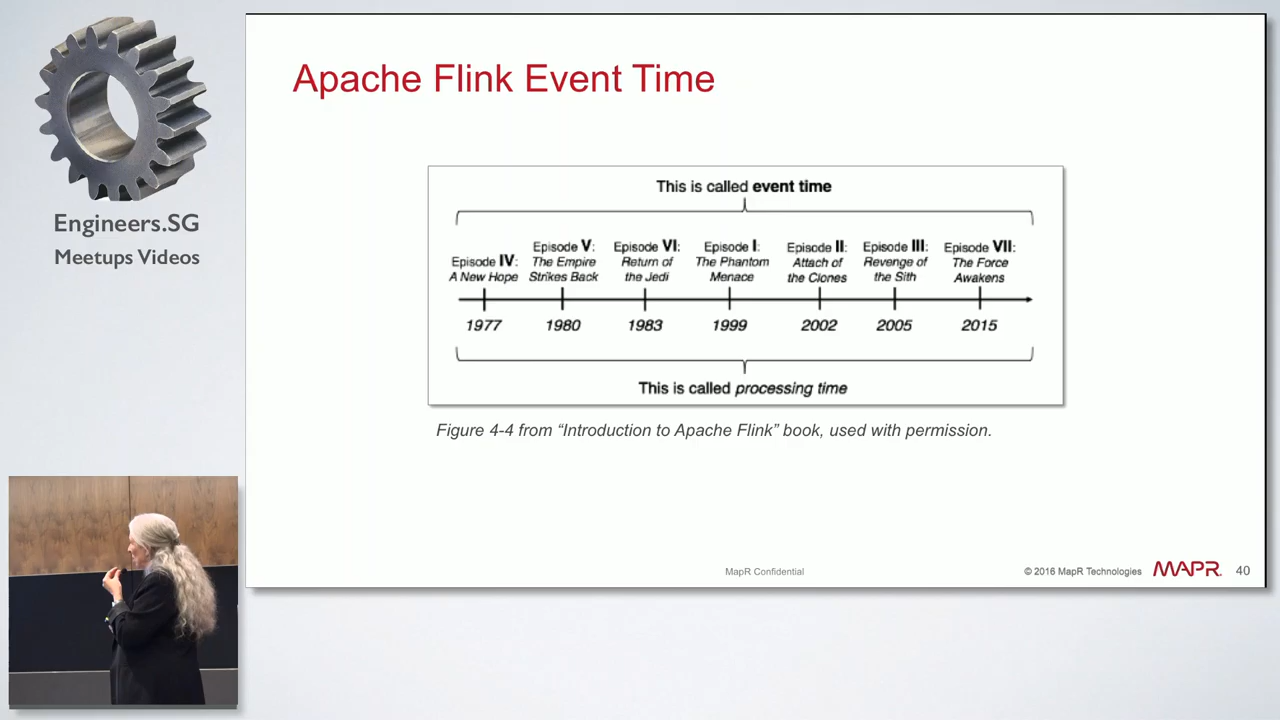 Engineers.SG
Meetups Videos
Apache Flink Event Time
This is called event time
Episode IV:
A New Hope
Episode V:
The Empire
Strikes Back
Episode VI:
Return of
the Jedi
Episode I:
The Phantom
Menace
Episode II:
Attach of
the Clones
Episode III:
Revenge of
the Sith
Episode VII:
The Force
Awakens
1977 1980 1983 1999 2002 2005 2015
This is called processing time
Figure 4-4 from “Introduction to Apache Flink” book, used with permission.
MapR Confidential
© 2016 MapR Technologies
MAPR
40